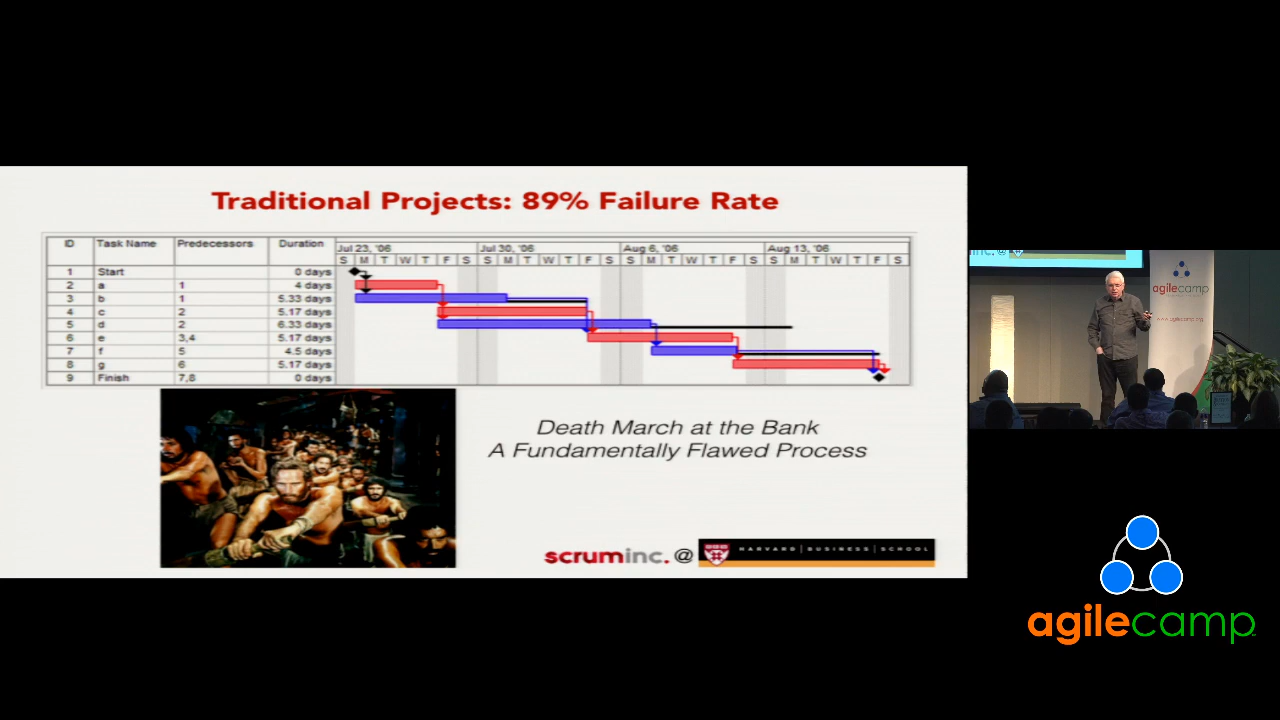 Traditional Projects: 89% Failure Rate
ID Task Name Predecessors Duration Jul 23, '06 Jul 30, '06 Aug 6, '06 Aug 13, '06
S M T W T F S S M T W T F S S M T W T F S S M T W T F S
1 Start 0 days
2 a 1 4 days
3 b 1 5.33 days
4 c 2 5.17 days
5 d 2 6.33 days
6 e 3,4 5.17 days
7 f 5 4.5 days
8 g 6 5.17 days
9 Finish 7,8 0 days
Death March at the Bank
A Fundamentally Flawed Process
scruminc. @ HARVARD | BUSINESS | SCHOOL
inc.@
agilecamp
www.agilecamp.org
agilecamp